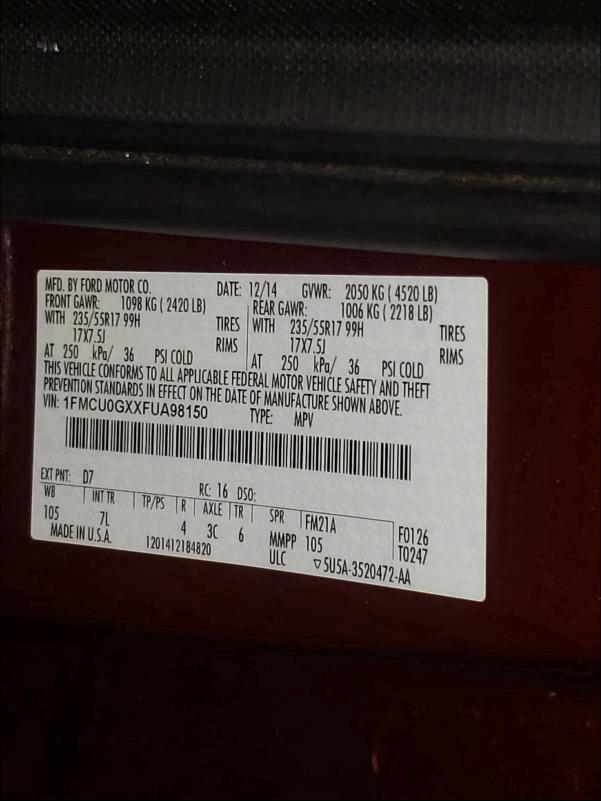 MFD. BY FORD MOTOR CO. DATE: 12/14 GVWR: 2050 KG ( 4520 LB)
FRONT GAWR: 1098 KG ( 2420 LB) REAR GAWR: 1006 KG ( 2218 LB)
WITH 235/55R17 99H TIRES WITH 235/55R17 99H TIRES
17X7.5J RIMS 17X7.5J RIMS
AT 250 kPa/ 36 PSI COLD AT 250 kPa/ 36 PSI COLD
THIS VEHICLE CONFORMS TO ALL APPLICABLE FEDERAL MOTOR VEHICLE SAFETY AND THEFT
PREVENTION STANDARDS IN EFFECT ON THE DATE OF MANUFACTURE SHOWN ABOVE.
VIN: 1FMCU0GXXFUA98150 TYPE: MPV
EXT PNT: D7 RC: 16 DSO:
WB INT TR TP/PS R AXLE TR SPR FM21A F0126
105 7L 4 3C 6 MMPP 105 T0247
MADE IN U.S.A. 1201412184820 ULC ▽5U5A-3520472-AA